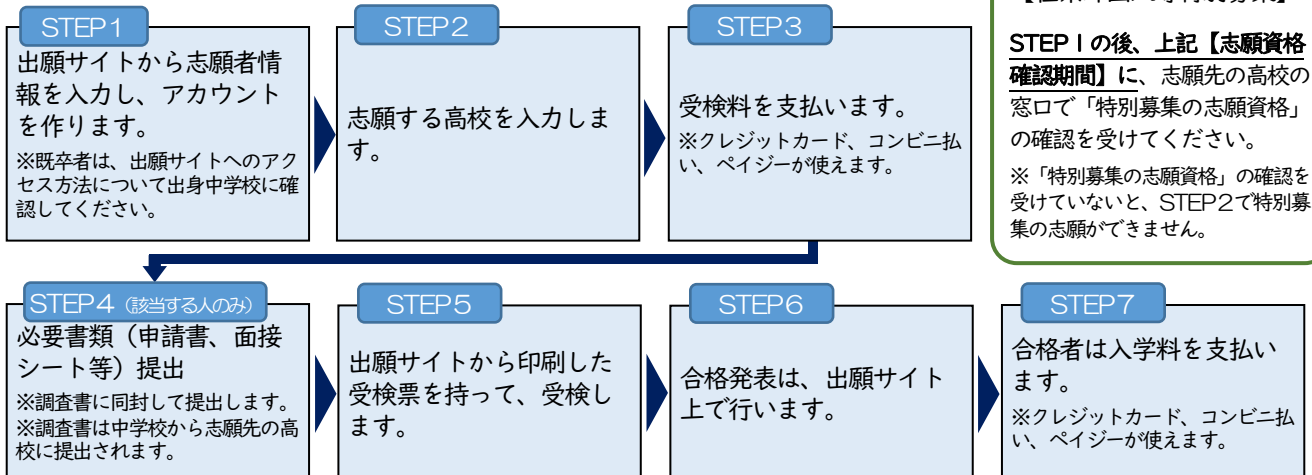 STEP1
出願サイトから志願者情
報を入力し、アカウント
を作ります。
※既卒者は、出願サイトへのアク
セス方法について出身中学校に確
認してください。
STEP2
志願する高校を入力しま
す。
STEP3
受検料を支払います。
※クレジットカード、コンビニ払
い、ペイジーが使えます。
STEP1の後、上記【志願資格
確認期間】に、志願先の高校の
窓口で「特別募集の志願資格」
の確認を受けてください。
※「特別募集の志願資格」の確認を
受けていないと、STEP2で特別募
集の志願ができません。
STEP4（該当する人のみ）
必要書類（申請書、面接
シート等）提出
※調査書に同封して提出します。
※調査書は中学校から志願先の高
校に提出されます。
STEP5
出願サイトから印刷した
受検票を持って、受検し
ます。
STEP6
合格発表は、出願サイト
上で行います。
STEP7
合格者は入学料を支払い
ます。
※クレジットカード、コンビニ払
い、ペイジーが使えます。